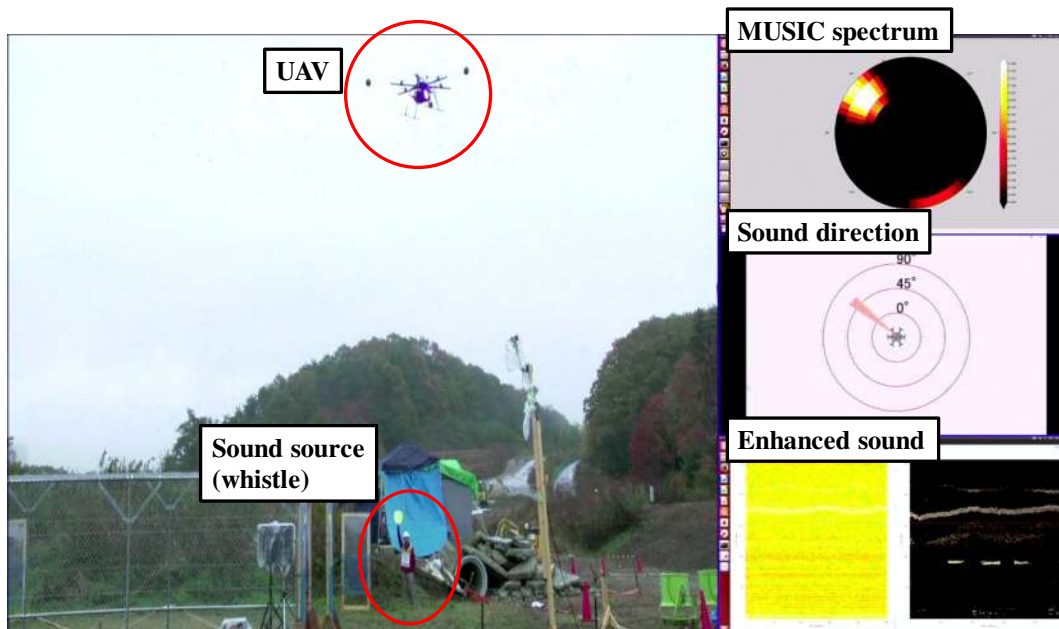 UAV
MUSIC spectrum
Sound direction
90°
45°
0°
Sound source
(whistle)
Enhanced sound